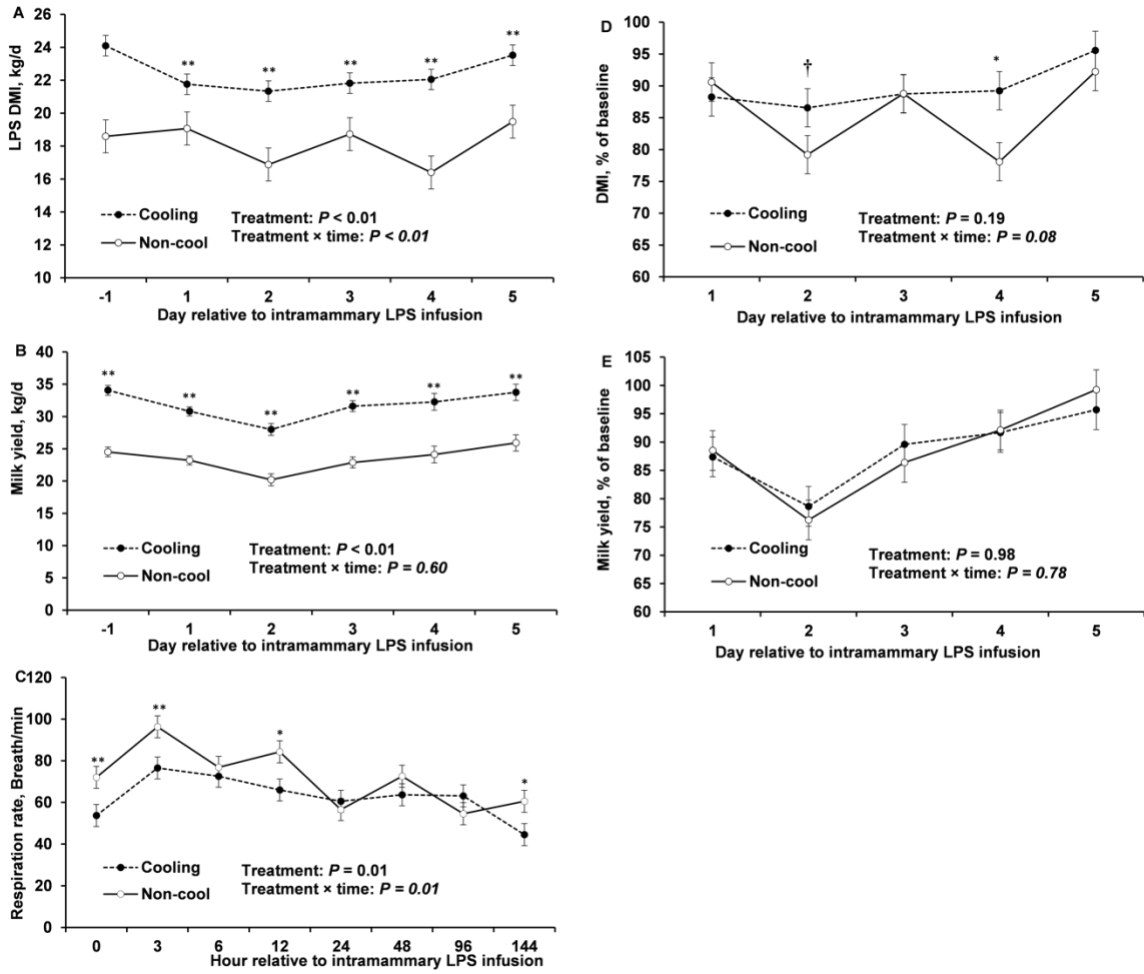 A
LPS DMI, kg/d
26
24
22
20
18
16
14
12
10
**
**
**
**
**
Cooling
Non-cool
Treatment: P < 0.01
Treatment × time: P < 0.01
-1 1 2 3 4 5
Day relative to intramammary LPS infusion
B
Milk yield, kg/d
40
35
30
25
20
15
10
5
0
**
**
**
**
**
**
Cooling
Non-cool
Treatment: P < 0.01
Treatment × time: P = 0.60
-1 1 2 3 4 5
Day relative to intramammary LPS infusion
C
Respiration rate, Breath/min
120
100
80
60
40
20
0
**
**
*
*
Cooling
Non-cool
Treatment: P = 0.01
Treatment × time: P = 0.01
0 3 6 12 24 48 96 144
Hour relative to intramammary LPS infusion
D
DMI, % of baseline
100
95
90
85
80
75
70
65
60
†
*
Cooling
Non-cool
Treatment: P = 0.19
Treatment × time: P = 0.08
1 2 3 4 5
Day relative to intramammary LPS infusion
E
Milk yield, % of baseline
105
100
95
90
85
80
75
70
65
60
Cooling
Non-cool
Treatment: P = 0.98
Treatment × time: P = 0.78
1 2 3 4 5
Day relative to intramammary LPS infusion